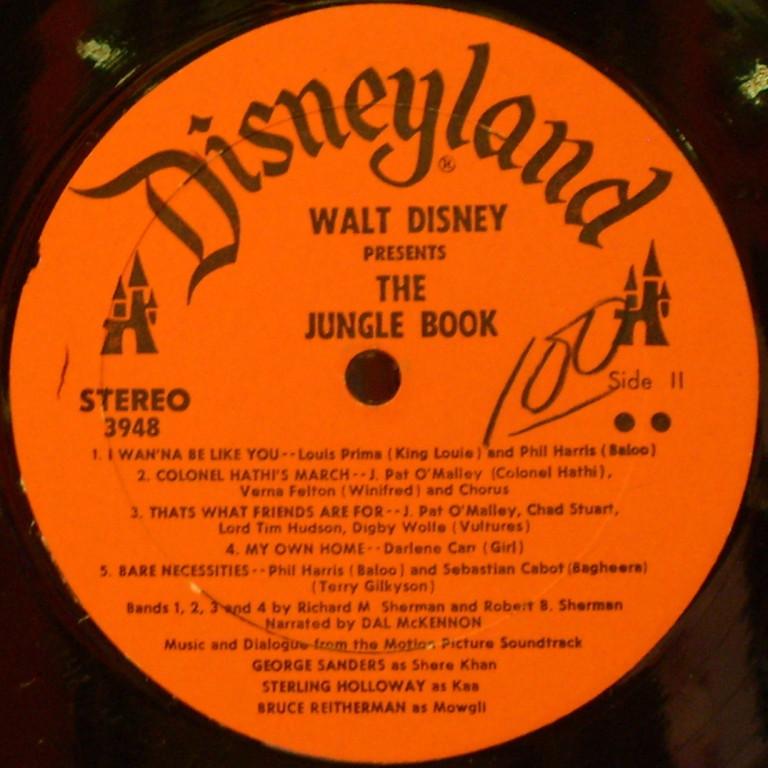 Disneyland®
WALT DISNEY
PRESENTS
THE
JUNGLE BOOK
100
Side II
STEREO
3948
1. I WAN'NA BE LIKE YOU--Louis Prima (King Louie) and Phil Harris (Baloo)
2. COLONEL HATHI'S MARCH--J. Pat O'Malley (Colonel Hathi),
Verna Felton (Winifred) and Chorus
3. THATS WHAT FRIENDS ARE FOR--J. Pat O'Malley, Chad Stuart,
Lord Tim Hudson, Digby Wolfe (Vultures)
4. MY OWN HOME--Darlene Carr (Girl)
5. BARE NECESSITIES--Phil Harris (Baloo) and Sebastian Cabot (Bagheera)
(Terry Gilkyson)
Bands 1, 2, 3 and 4 by Richard M Sherman and Robert B. Sherman
Narrated by DAL McKENNON
Music and Dialogue from the Motion Picture Soundtrack
GEORGE SANDERS as Shere Khan
STERLING HOLLOWAY as Kaa
BRUCE REITHERMAN as Mowgli